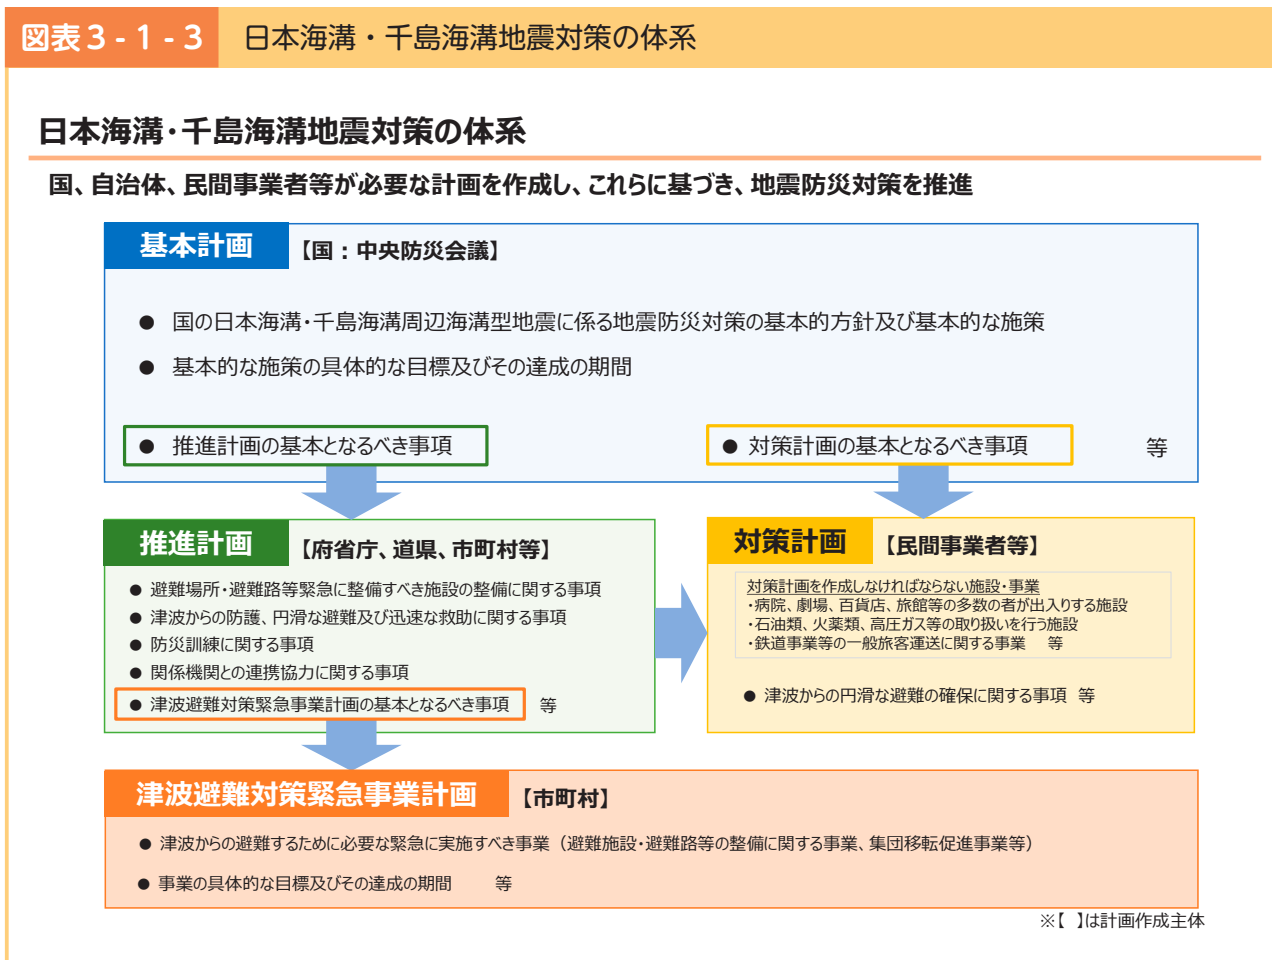 図表3-1-3 日本海溝・千島海溝地震対策の体系
日本海溝・千島海溝地震対策の体系
国、自治体、民間事業者等が必要な計画を作成し、これらに基づき、地震防災対策を推進
基本計画 【国：中央防災会議】
● 国の日本海溝・千島海溝周辺海溝型地震に係る地震防災対策の基本的方針及び基本的な施策
● 基本的な施策の具体的な目標及びその達成の期間
● 推進計画の基本となるべき事項 ● 対策計画の基本となるべき事項 等
推進計画 【府省庁、道県、市町村等】
● 避難場所・避難路等緊急に整備すべき施設の整備に関する事項
● 津波からの防護、円滑な避難及び迅速な救助に関する事項
● 防災訓練に関する事項
● 関係機関との連携協力に関する事項
● 津波避難対策緊急事業計画の基本となるべき事項 等
対策計画 【民間事業者等】
対策計画を作成しなければならない施設・事業
・病院、劇場、百貨店、旅館等の多数の者が出入りする施設
・石油類、火薬類、高圧ガス等の取り扱いを行う施設
・鉄道事業等の一般旅客運送に関する事業 等
● 津波からの円滑な避難の確保に関する事項 等
津波避難対策緊急事業計画 【市町村】
● 津波からの避難するために必要な緊急に実施すべき事業（避難施設・避難路等の整備に関する事業、集団移転促進事業等）
● 事業の具体的な目標及びその達成の期間 等
※【 】は計画作成主体